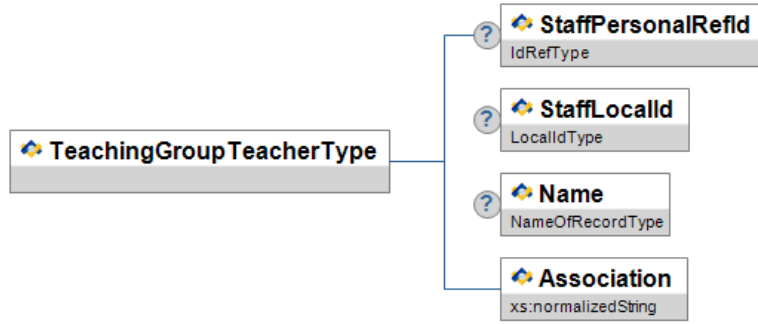 ? StaffPersonalRefId
IdRefType
? StaffLocalId
LocalIdType
TeachingGroupTeacherType
? Name
NameOfRecordType
Association
xs:normalizedString